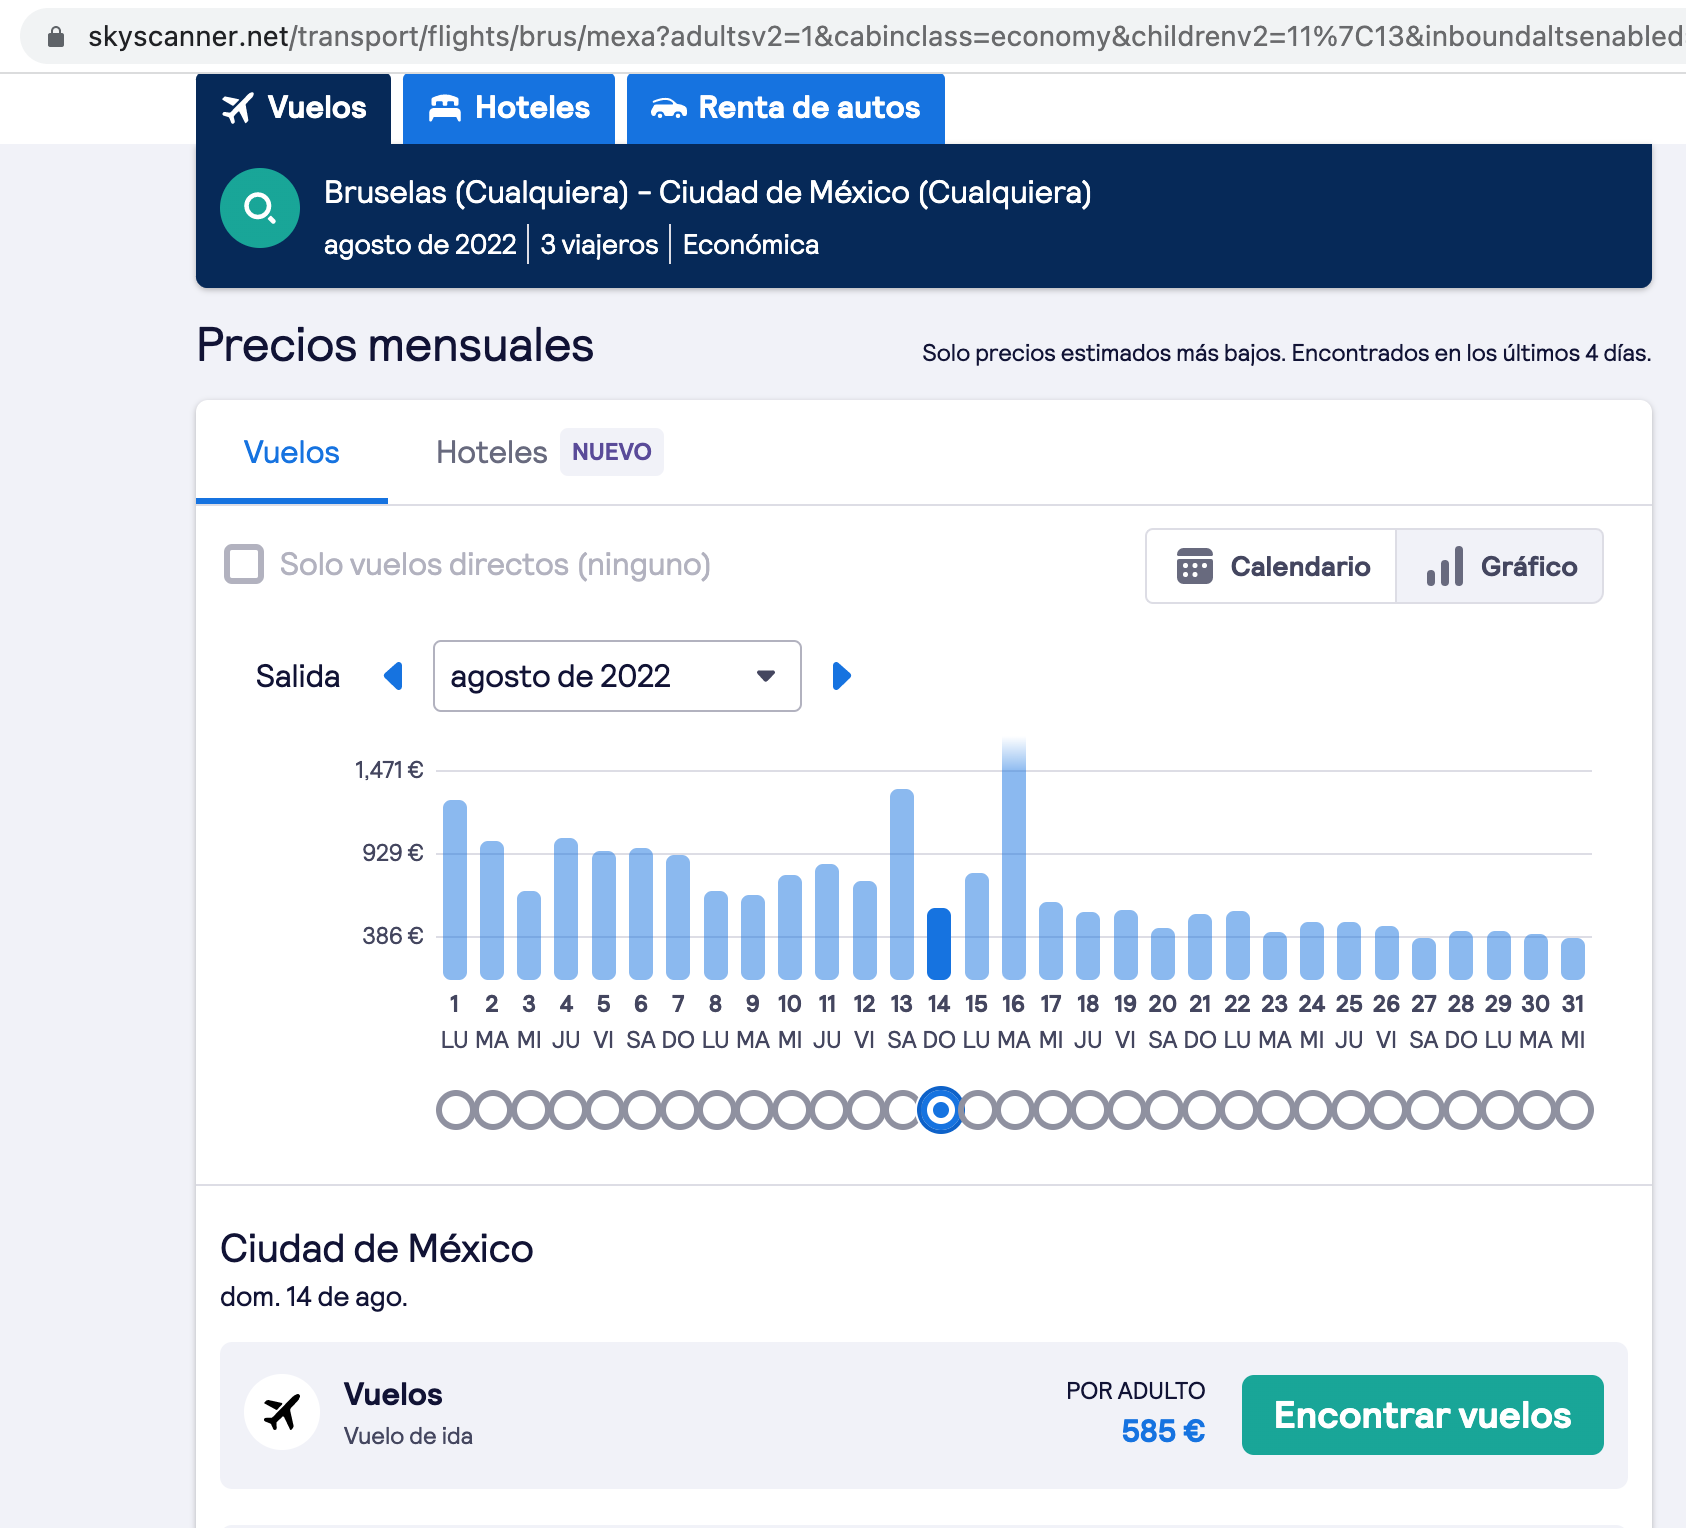 skyscanner.net/transport/flights/brus/mexa?adultsv2=1&cabinclass=economy&childrenv2=11%7C13&inboundaltsenabled
Vuelos Hoteles Renta de autos
Bruselas (Cualquiera) – Ciudad de México (Cualquiera)
agosto de 2022 | 3 viajeros | Económica
Precios mensuales
Solo precios estimados más bajos. Encontrados en los últimos 4 días.
Vuelos Hoteles NUEVO
Solo vuelos directos (ninguno)
Calendario Gráfico
Salida agosto de 2022
1,471 €
929 €
386 €
1 2 3 4 5 6 7 8 9 10 11 12 13 14 15 16 17 18 19 20 21 22 23 24 25 26 27 28 29 30 31
LU MA MI JU VI SA DO LU MA MI JU VI SA DO LU MA MI JU VI SA DO LU MA MI JU VI SA DO LU MA MI
Ciudad de México
dom. 14 de ago.
Vuelos
Vuelo de ida
POR ADULTO
585 €
Encontrar vuelos